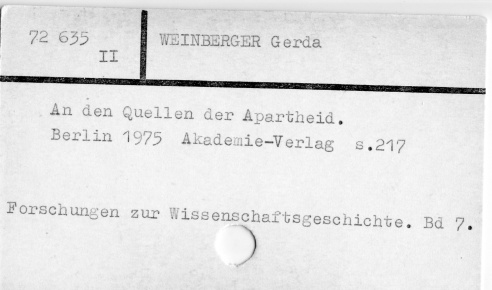 72 635
II
WEINBERGER Gerda
An den Quellen der Apartheid.
Berlin 1975 Akademie-Verlag s.217
Forschungen zur Wissenschaftsgeschichte. Bd 7.